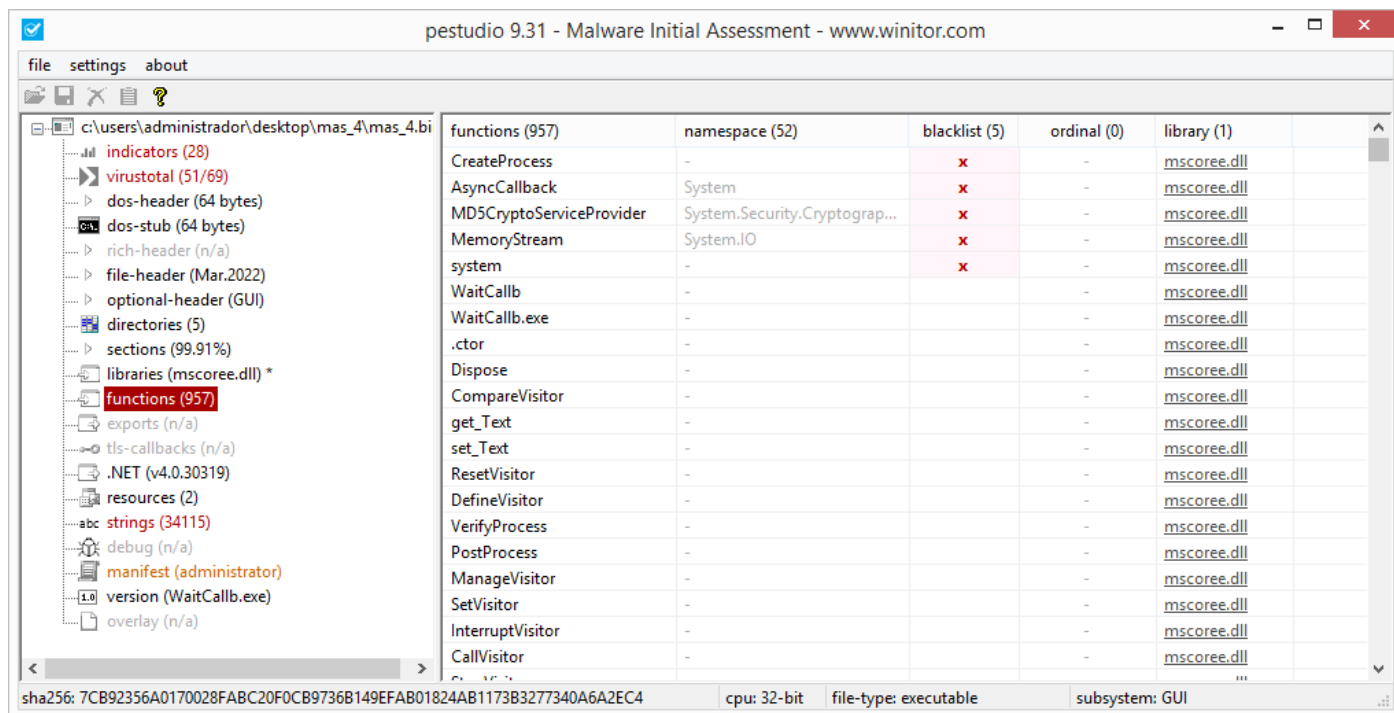 pestudio 9.31 - Malware Initial Assessment - www.winitor.com
file settings about
c:\users\administrador\desktop\mas_4\mas_4.bi
indicators (28)
virustotal (51/69)
dos-header (64 bytes)
dos-stub (64 bytes)
rich-header (n/a)
file-header (Mar.2022)
optional-header (GUI)
directories (5)
sections (99.91%)
libraries (mscoree.dll) *
functions (957)
exports (n/a)
tls-callbacks (n/a)
.NET (v4.0.30319)
resources (2)
abc strings (34115)
debug (n/a)
manifest (administrator)
1.0 version (WaitCallb.exe)
overlay (n/a)
functions (957) namespace (52) blacklist (5) ordinal (0) library (1)
CreateProcess - x - mscoree.dll
AsyncCallback System x - mscoree.dll
MD5CryptoServiceProvider System.Security.Cryptograp... x - mscoree.dll
MemoryStream System.IO x - mscoree.dll
system - x - mscoree.dll
WaitCallb - - mscoree.dll
WaitCallb.exe - - mscoree.dll
.ctor - - mscoree.dll
Dispose - - mscoree.dll
CompareVisitor - - mscoree.dll
get_Text - - mscoree.dll
set_Text - - mscoree.dll
ResetVisitor - - mscoree.dll
DefineVisitor - - mscoree.dll
VerifyProcess - - mscoree.dll
PostProcess - - mscoree.dll
ManageVisitor - - mscoree.dll
SetVisitor - - mscoree.dll
InterruptVisitor - - mscoree.dll
CallVisitor - - mscoree.dll
sha256: 7CB92356A0170028FABC20F0CB9736B149EFAB01824AB1173B3277340A6A2EC4 cpu: 32-bit file-type: executable subsystem: GUI